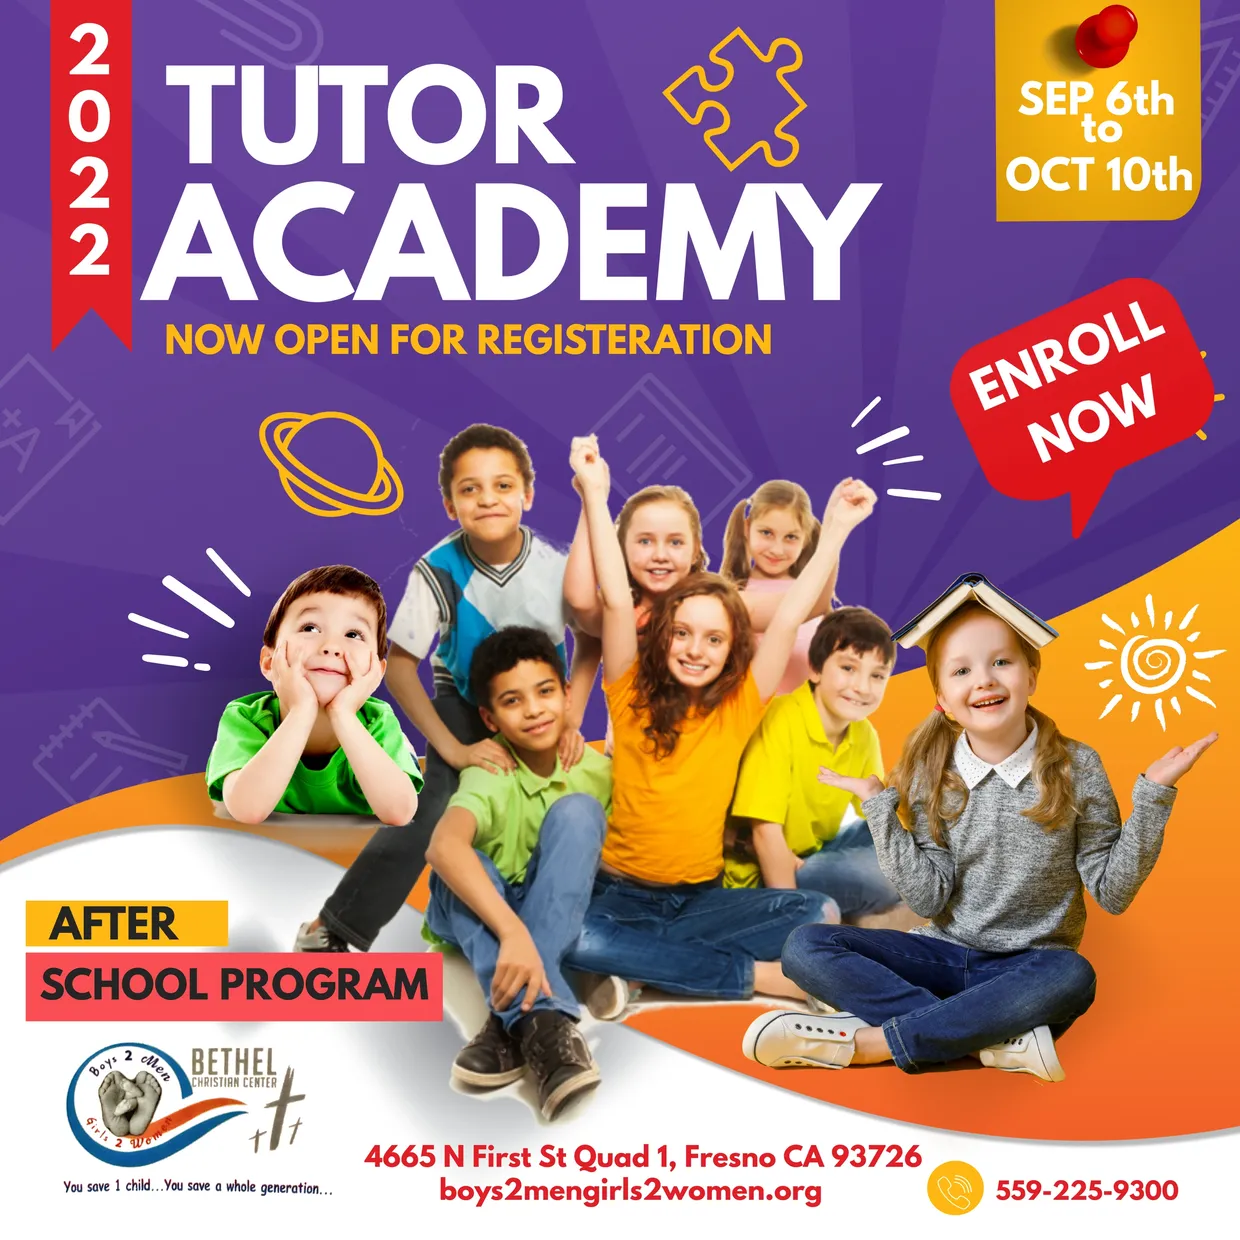 2022
TUTOR
ACADEMY
NOW OPEN FOR REGISTERATION
SEP 6th
to
OCT 10th
ENROLL
NOW
AFTER
SCHOOL PROGRAM
Boys 2 Men
Girls 2 Women
BETHEL
CHRISTIAN CENTER
You save 1 child...You save a whole generation...
4665 N First St Quad 1, Fresno CA 93726
boys2mengirls2women.org
559-225-9300